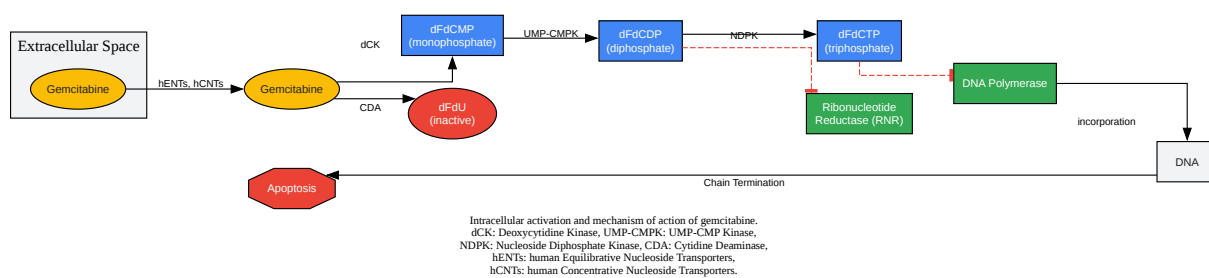 Extracellular Space
Gemcitabine
hENTs, hCNTs
Gemcitabine
dCK
CDA
dFdCMP
(monophosphate)
dFdU
(inactive)
UMP-CMPK
dFdCDP
(diphosphate)
NDPK
dFdCTP
(triphosphate)
Ribonucleotide
Reductase (RNR)
DNA Polymerase
incorporation
DNA
Chain Termination
Apoptosis
Intracellular activation and mechanism of action of gemcitabine.
dCK: Deoxycytidine Kinase, UMP-CMPK: UMP-CMP Kinase,
NDPK: Nucleoside Diphosphate Kinase, CDA: Cytidine Deaminase,
hENTs: human Equilibrative Nucleoside Transporters,
hCNTs: human Concentrative Nucleoside Transporters.